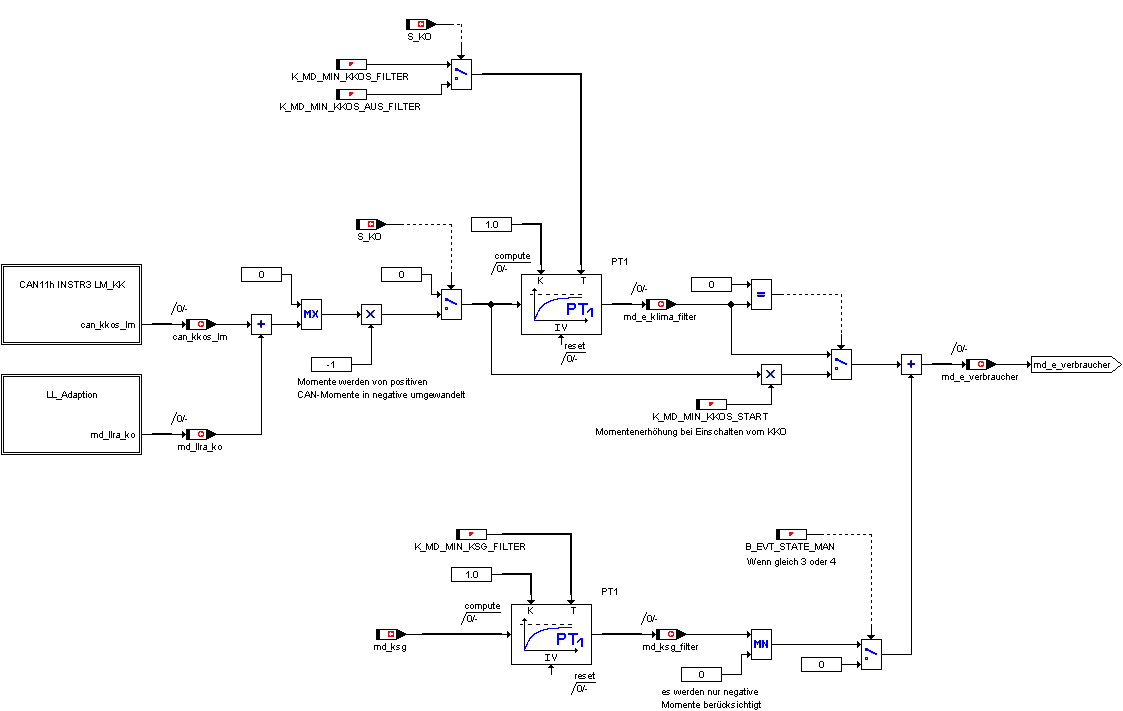 S_KO
K_MD_MIN_KKOS_FILTER
K_MD_MIN_KKOS_AUS_FILTER
S_KO
1.0
compute
/0/-
K
T
PT1
PT1
IV
reset
/0/-
CAN11h INSTR3 LM_KK
can_kkos_lm
/0/-
can_kkos_lm
0
MX
+
X
-1
Momente werden von positiven
CAN-Momente in negative umgewandelt
0
/0/-
md_e_klima_filter
0
=
X
K_MD_MIN_KKOS_START
Momentenerhöhung bei Einschalten vom KKO
+
/0/-
md_e_verbraucher
md_e_verbraucher
LL_Adaption
md_llra_ko
/0/-
md_llra_ko
K_MD_MIN_KSG_FILTER
1.0
compute
/0/-
md_ksg
K
T
PT1
PT1
IV
reset
/0/-
/0/-
md_ksg_filter
MN
0
es werden nur negative
Momente berücksichtigt
B_EVT_STATE_MAN
Wenn gleich 3 oder 4
0